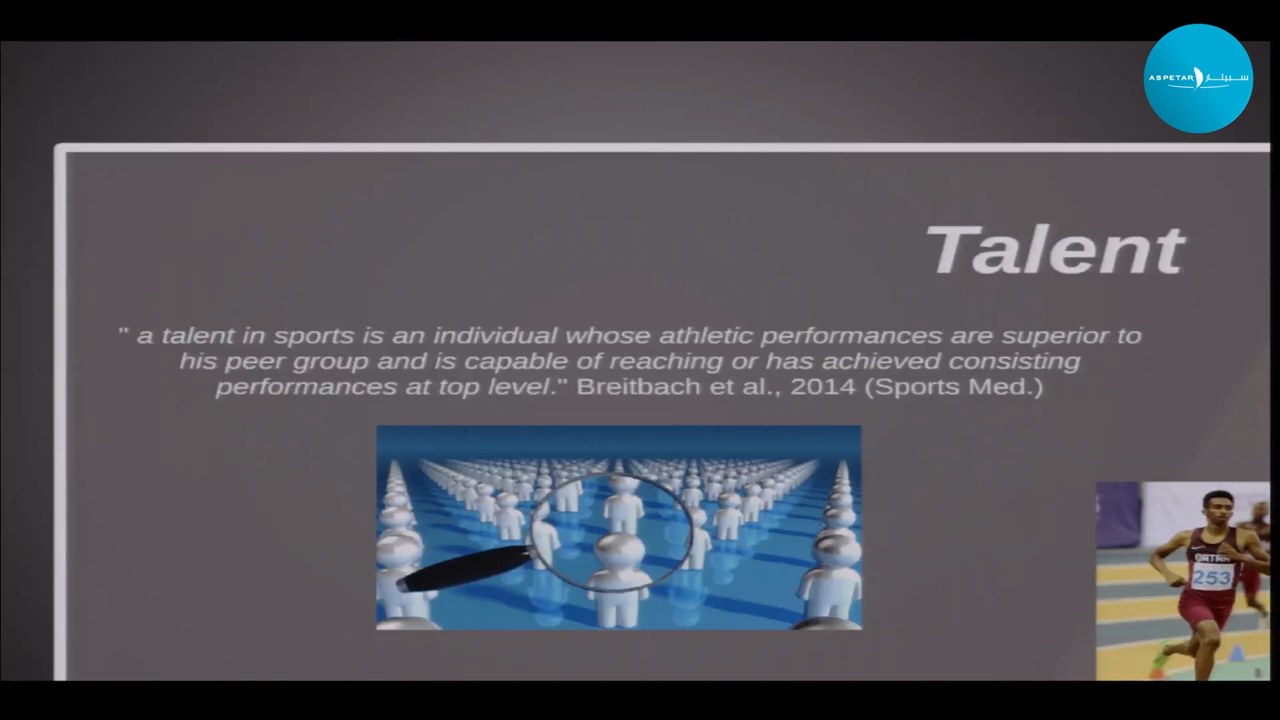 ASPETAR سبيتار
Talent
" a talent in sports is an individual whose athletic performances are superior to
his peer group and is capable of reaching or has achieved consisting
performances at top level." Breitbach et al., 2014 (Sports Med.)
253